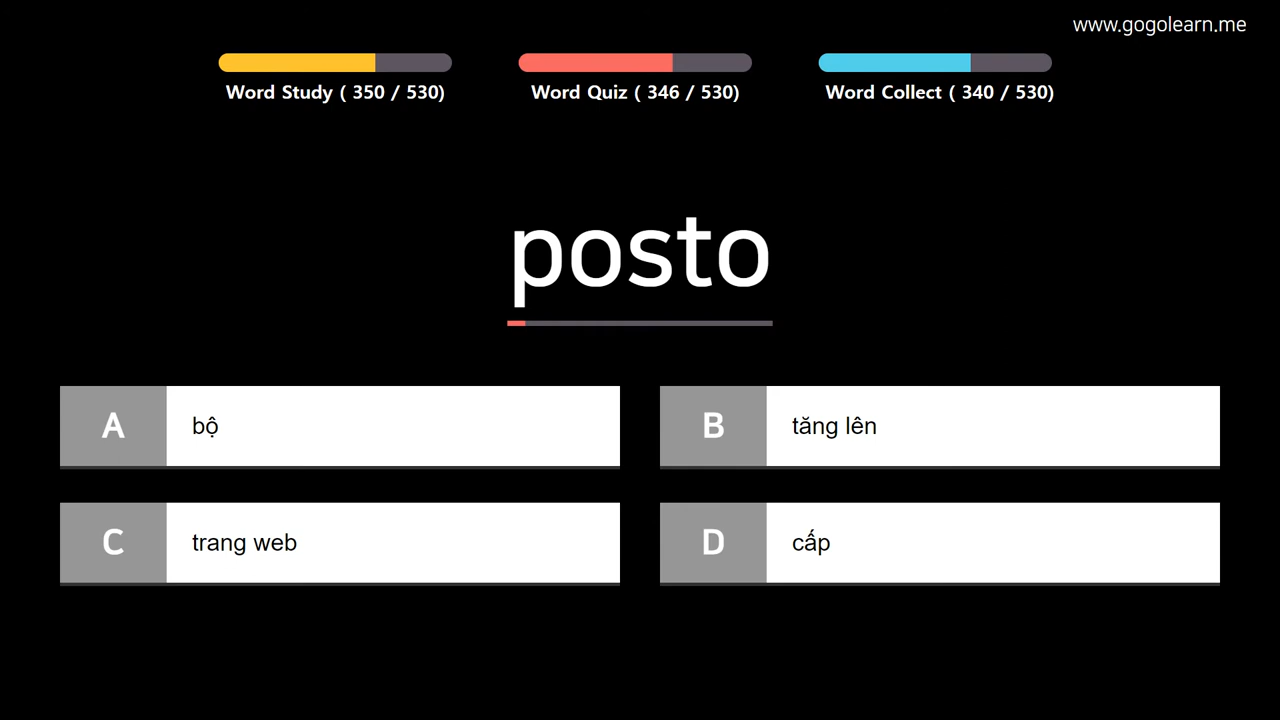 www.gogolearn.me
Word Study ( 350 / 530)
Word Quiz ( 346 / 530)
Word Collect ( 340 / 530)
posto
A bộ
B tăng lên
C trang web
D cấp